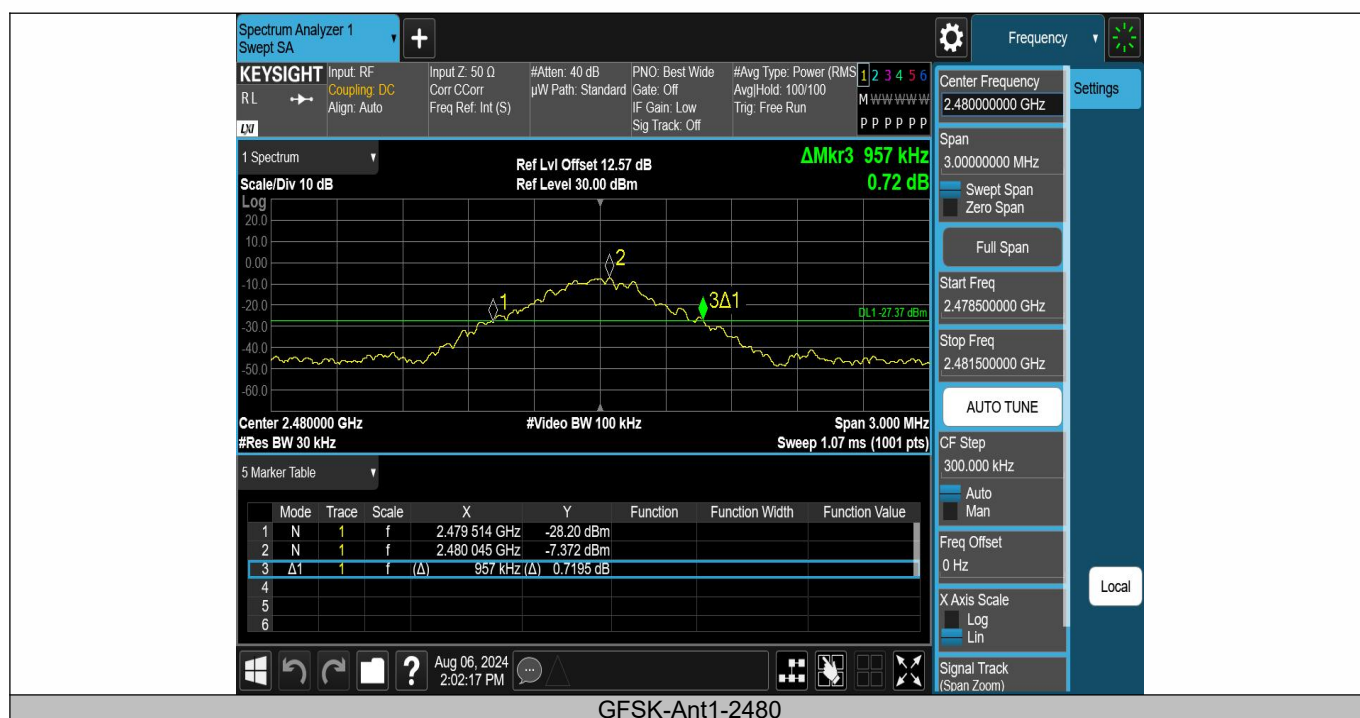 Spectrum Analyzer 1
Swept SA
+
Frequency
KEYSIGHT
RL
LXI
Input: RF
Coupling: DC
Align: Auto
Input Z: 50 Ω
Corr CCorr
Freq Ref: Int (S)
#Atten: 40 dB
µW Path: Standard
PNO: Best Wide
Gate: Off
IF Gain: Low
Sig Track: Off
#Avg Type: Power (RMS
Avg|Hold: 100/100
Trig: Free Run
1 2 3 4 5 6
M W W W W W
P P P P P P
1 Spectrum
Ref Lvl Offset 12.57 dB
ΔMkr3 957 kHz
Scale/Div 10 dB
Ref Level 30.00 dBm
0.72 dB
Log
20.0
10.0
0.00
-10.0
-20.0
-30.0
-40.0
-50.0
-60.0
1
2
3Δ1
DL1 -27.37 dBm
Center 2.480000 GHz
#Video BW 100 kHz
Span 3.000 MHz
#Res BW 30 kHz
Sweep 1.07 ms (1001 pts)
5 Marker Table
Mode Trace Scale X Y Function Function Width Function Value
1 N 1 f 2.479 514 GHz -28.20 dBm
2 N 1 f 2.480 045 GHz -7.372 dBm
3 Δ1 1 f (Δ) 957 kHz (Δ) 0.7195 dB
4
5
6
?
Aug 06, 2024
2:02:17 PM
Center Frequency
2.480000000 GHz
Settings
Span
3.00000000 MHz
Swept Span
Zero Span
Full Span
Start Freq
2.478500000 GHz
Stop Freq
2.481500000 GHz
AUTO TUNE
CF Step
300.000 kHz
Auto
Man
Freq Offset
0 Hz
Local
X Axis Scale
Log
Lin
Signal Track
(Span Zoom)
GFSK-Ant1-2480